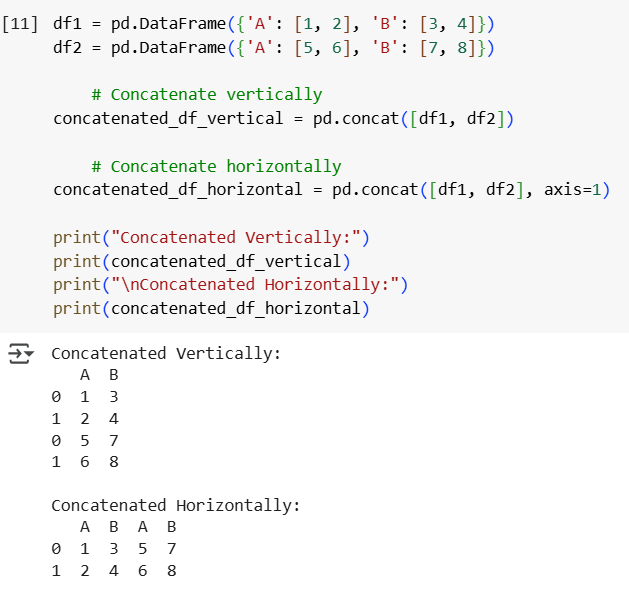 [11] df1 = pd.DataFrame({'A': [1, 2], 'B': [3, 4]})
df2 = pd.DataFrame({'A': [5, 6], 'B': [7, 8]})
# Concatenate vertically
concatenated_df_vertical = pd.concat([df1, df2])
# Concatenate horizontally
concatenated_df_horizontal = pd.concat([df1, df2], axis=1)
print("Concatenated Vertically:")
print(concatenated_df_vertical)
print("\nConcatenated Horizontally:")
print(concatenated_df_horizontal)
Concatenated Vertically:
A B
0 1 3
1 2 4
0 5 7
1 6 8
Concatenated Horizontally:
A B A B
0 1 3 5 7
1 2 4 6 8